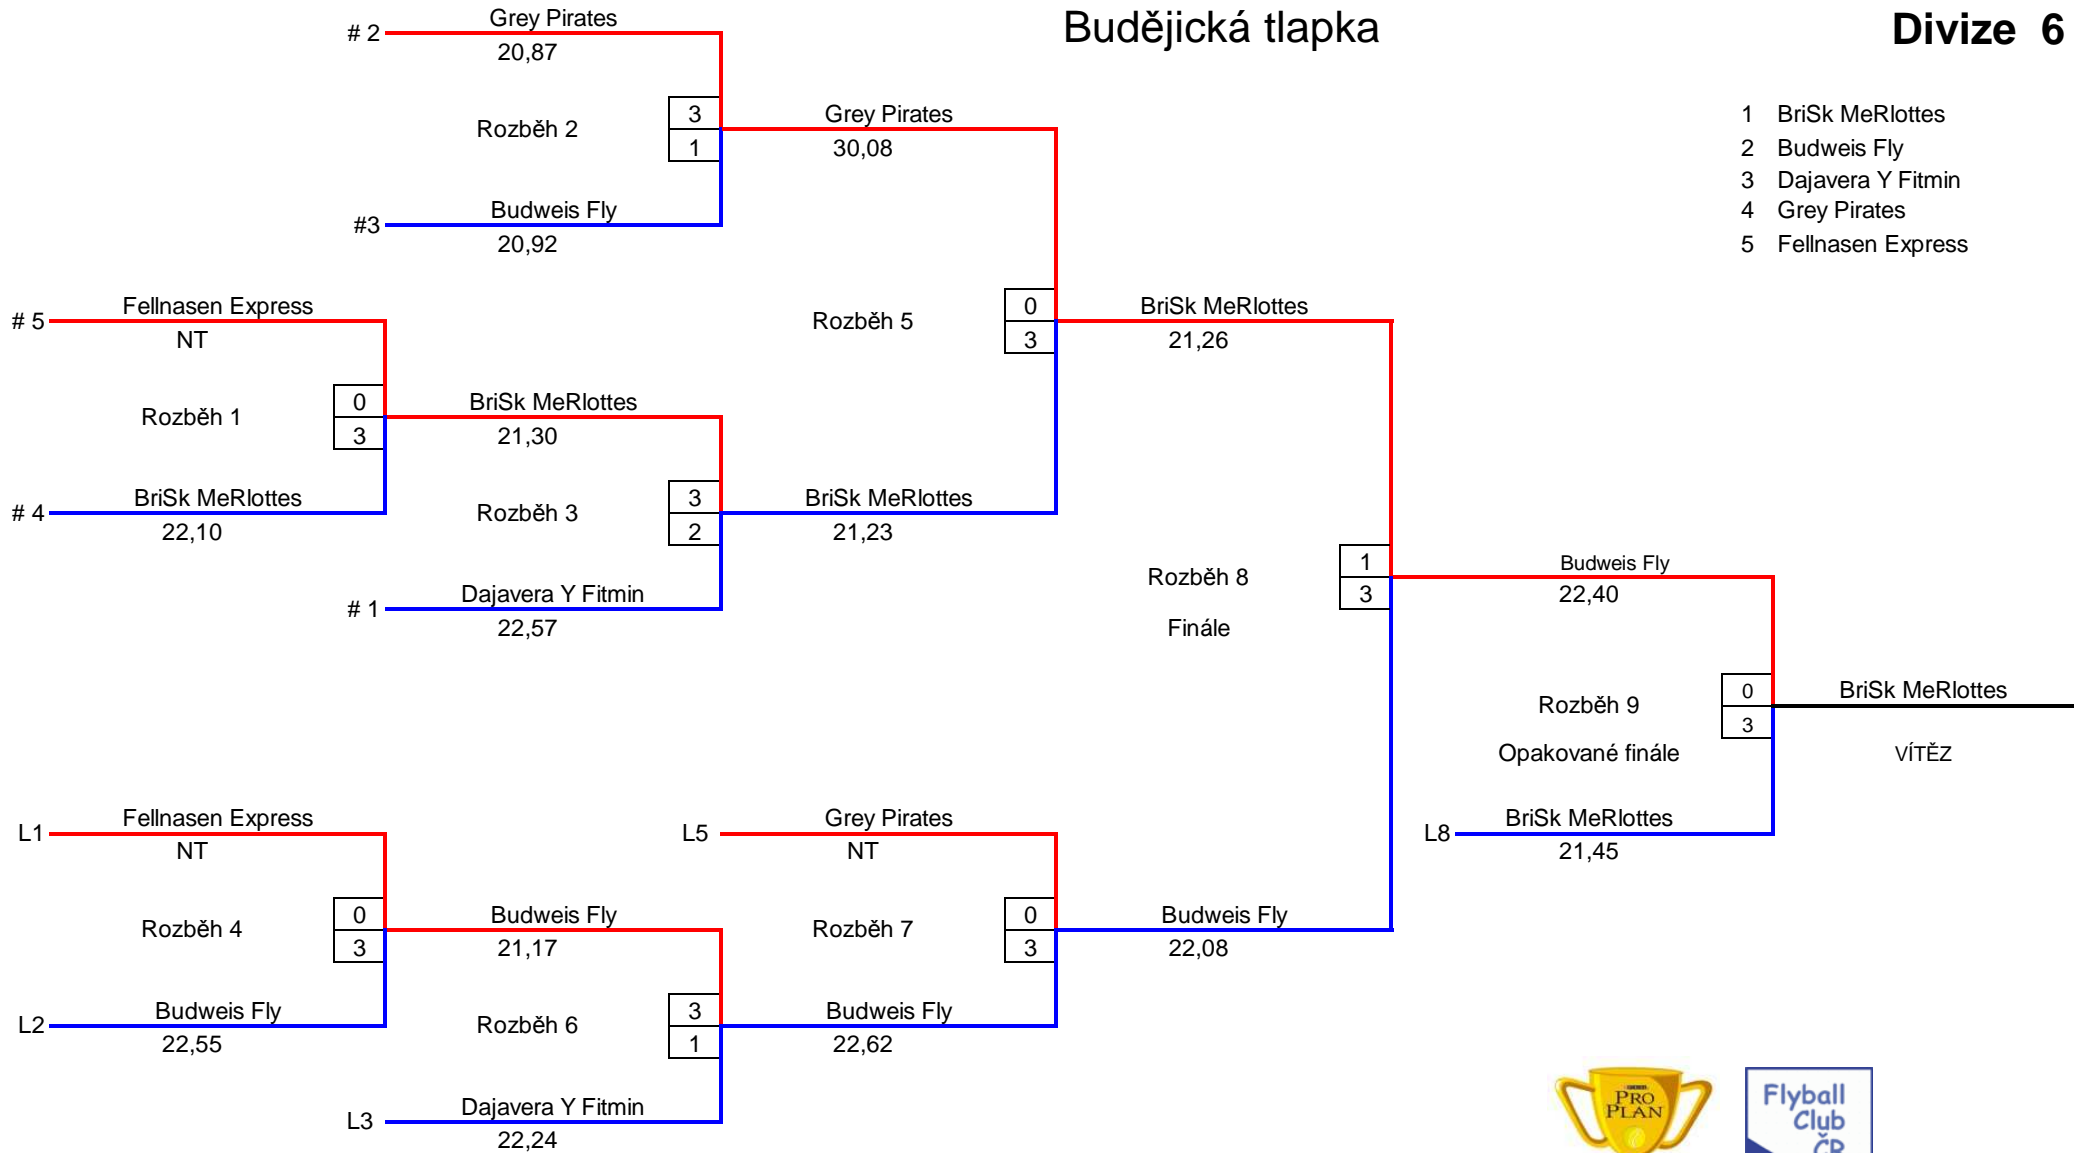 Budějická tlapka
Divize 6
# 2
Grey Pirates
20,87
Rozběh 2
3
1
#3
Budweis Fly
20,92
Grey Pirates
30,08
1 BriSk MeRlottes
2 Budweis Fly
3 Dajavera Y Fitmin
4 Grey Pirates
5 Fellnasen Express
# 5
Fellnasen Express
NT
Rozběh 1
0
3
# 4
BriSk MeRlottes
22,10
BriSk MeRlottes
21,30
Rozběh 3
3
2
# 1
Dajavera Y Fitmin
22,57
BriSk MeRlottes
21,23
Rozběh 5
0
3
BriSk MeRlottes
21,26
Rozběh 8
Finále
1
3
Budweis Fly
22,40
Rozběh 9
Opakované finále
0
3
BriSk MeRlottes
VÍTĚZ
L8
BriSk MeRlottes
21,45
L1
Fellnasen Express
NT
Rozběh 4
0
3
L2
Budweis Fly
22,55
Budweis Fly
21,17
Rozběh 6
3
1
L3
Dajavera Y Fitmin
22,24
L5
Grey Pirates
NT
Rozběh 7
0
3
Budweis Fly
22,62
Budweis Fly
22,08
PRO
PLAN
Flyball
Club
ČR